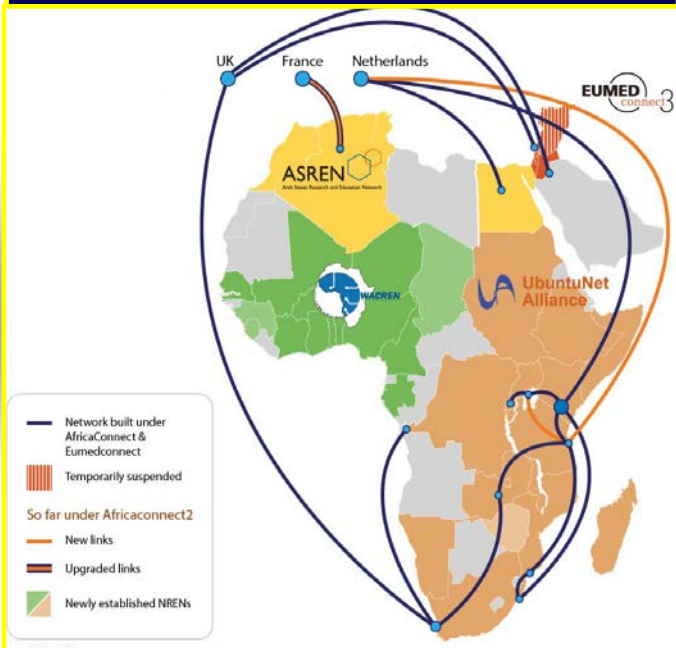 UK
France
Netherlands
EUMED
connect3
ASREN
Arab States Research and Education Network
WACREN
UbuntuNet
Alliance
Network built under
AfricaConnect &
Eumedconnect
Temporarily suspended
So far under Africaconnect2
New links
Upgraded links
Newly established NRENs